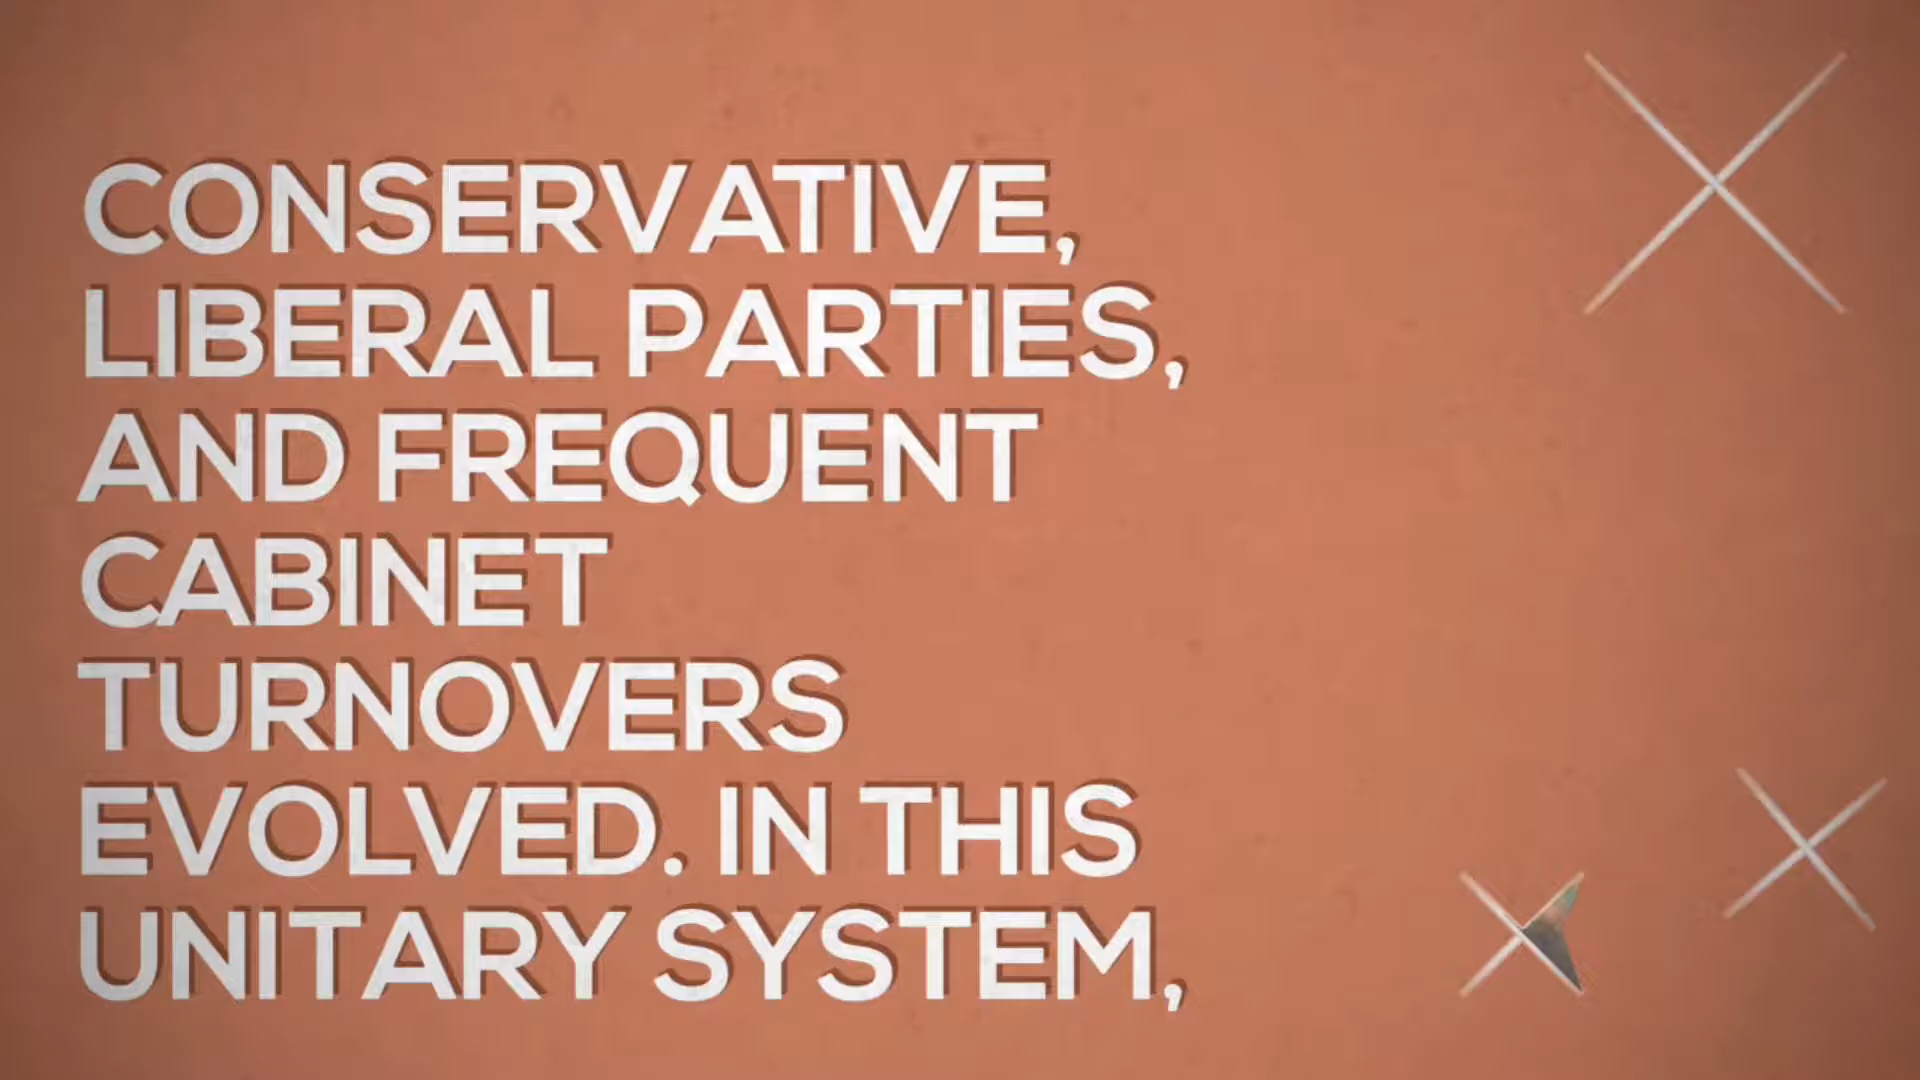 CONSERVATIVE,
LIBERAL PARTIES,
AND FREQUENT
CABINET
TURNOVERS
EVOLVED. IN THIS
UNITARY SYSTEM,